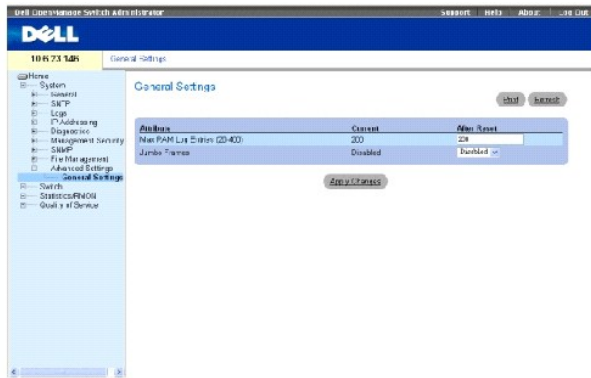 Dell OpenManage Switch Administrator
Support Help About Log Out
DELL
10.6.23.146
General Settings
Home
System
General
SNTP
Logs
IP Addressing
Diagnostics
Management Security
SNMP
File Management
Advanced Settings
General Settings
Switch
Statistics/RMON
Quality of Service
General Settings
Print Refresh
Attribute Current After Reset
Max RAM Log Entries (20-400) 200 200
Jumbo Frames Disabled Disabled
Apply Changes